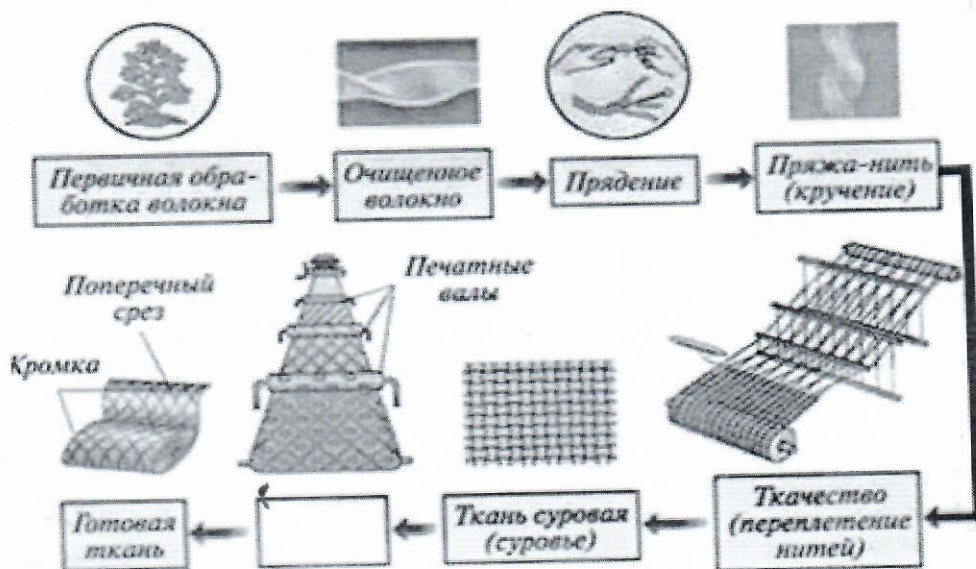 Первичная обра-
ботка волокна
Очищенное
волокно
Прядение
Пряжа-нить
(кручение)
Поперечный
срез
Кромка
Печатные
валы
Готовая
ткань
Ткань суровая
(суровье)
Ткачество
(переплетение
нитей)